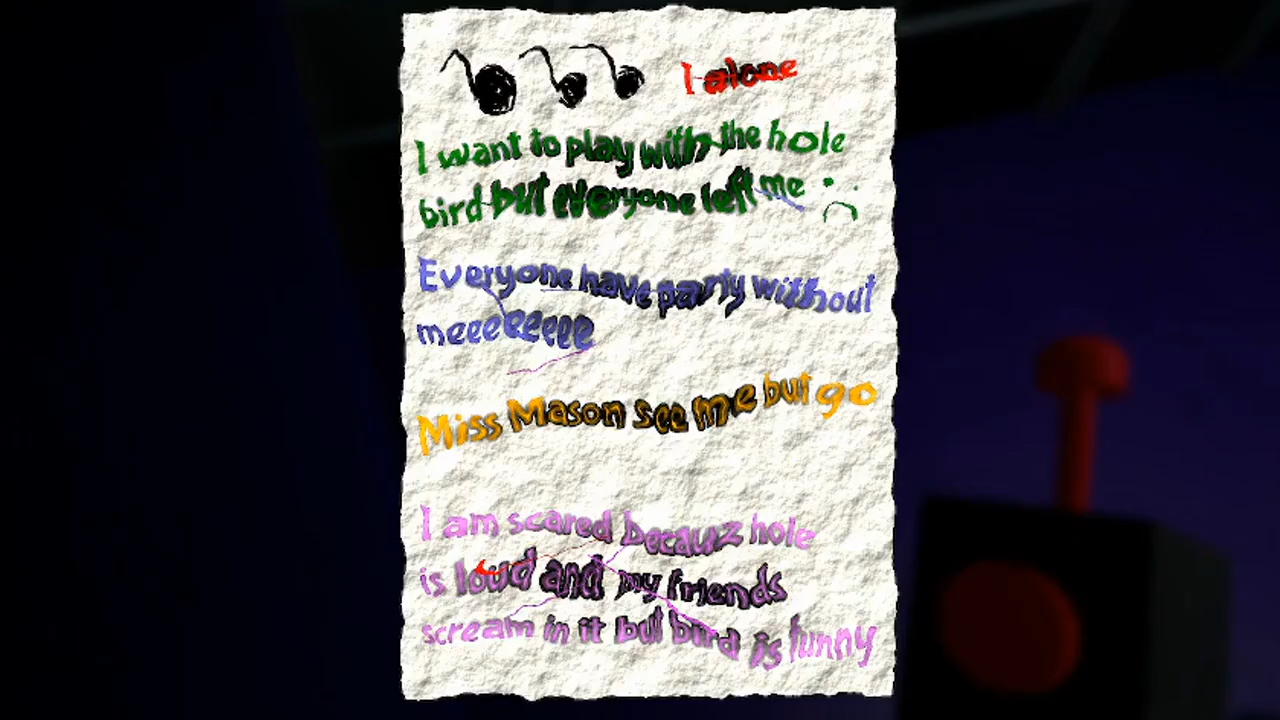 I alone
I want to play with the hole
bird but everyone left me
Everyone have party without
meeeeeeee
Miss Mason see me but go
I am scared becauz hole
is loud and my friends
scream in it but bird is funny